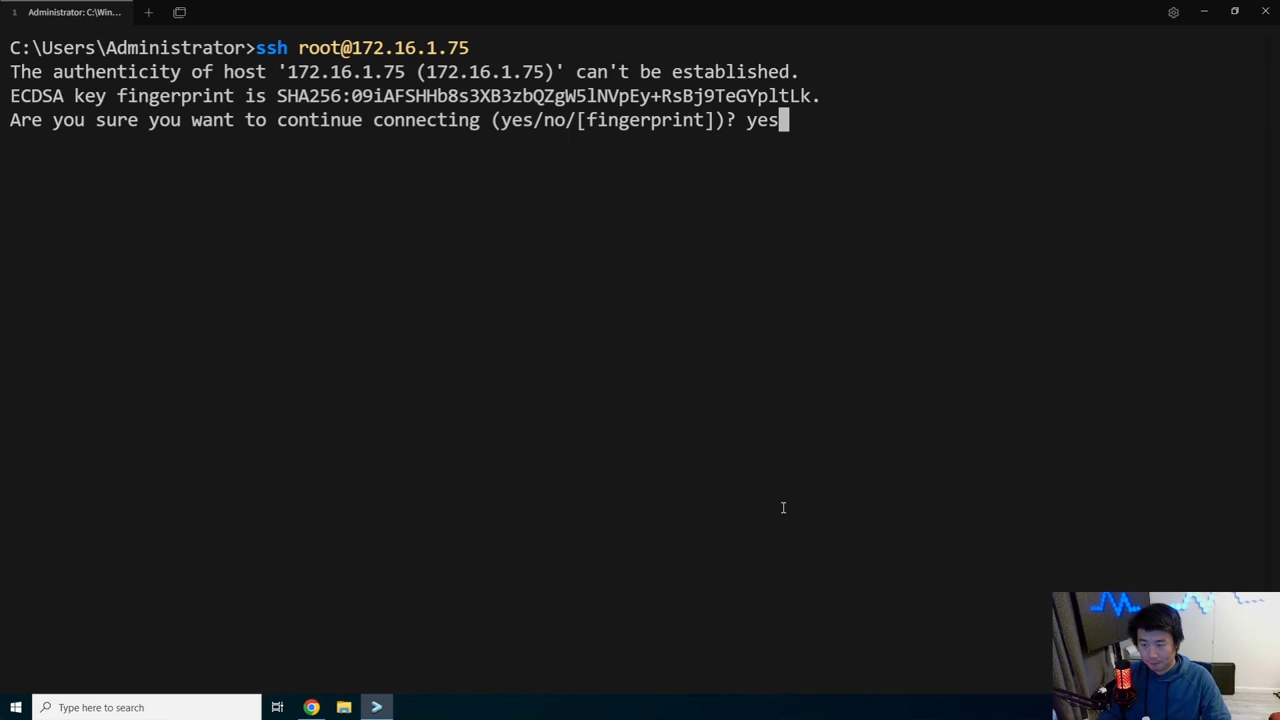 1 Administrator: C:\Win...
C:\Users\Administrator>ssh root@172.16.1.75
The authenticity of host '172.16.1.75 (172.16.1.75)' can't be established.
ECDSA key fingerprint is SHA256:09iAFSHHb8s3XB3zbQZgW5lNVpEy+RsBj9TeGYpltLk.
Are you sure you want to continue connecting (yes/no/[fingerprint])? yes
Type here to search